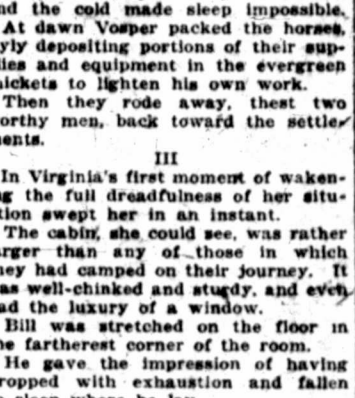 nd the cold made sleep impossible.
At dawn Vosper packed the horses,
yly depositing portions of their sup-
lies and equipment in the evergreen
hickets to lighten his own work.
Then they rode away, thest two
orthy men, back toward the settle-
ents.
III
In Virginia's first moment of waken-
g the full dreadfulness of her situ-
tion swept her in an instant.
The cabin, she could see, was rather
arger than any of those in which
hey had camped on their journey. It
as well-chinked and sturdy, and even
ad the luxury of a window.
Bill was stretched on the floor in
he fartherest corner of the room.
He gave the impression of having
ropped with exhaustion and fallen